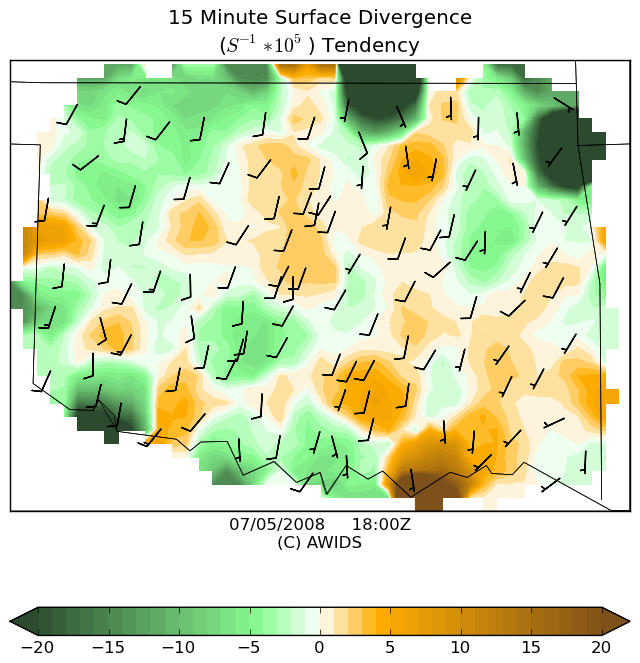 15 Minute Surface Divergence
(S⁻¹ ∗ 10⁵ ) Tendency
07/05/2008 18:00Z
(C) AWIDS
−20 −15 −10 −5 0 5 10 15 20